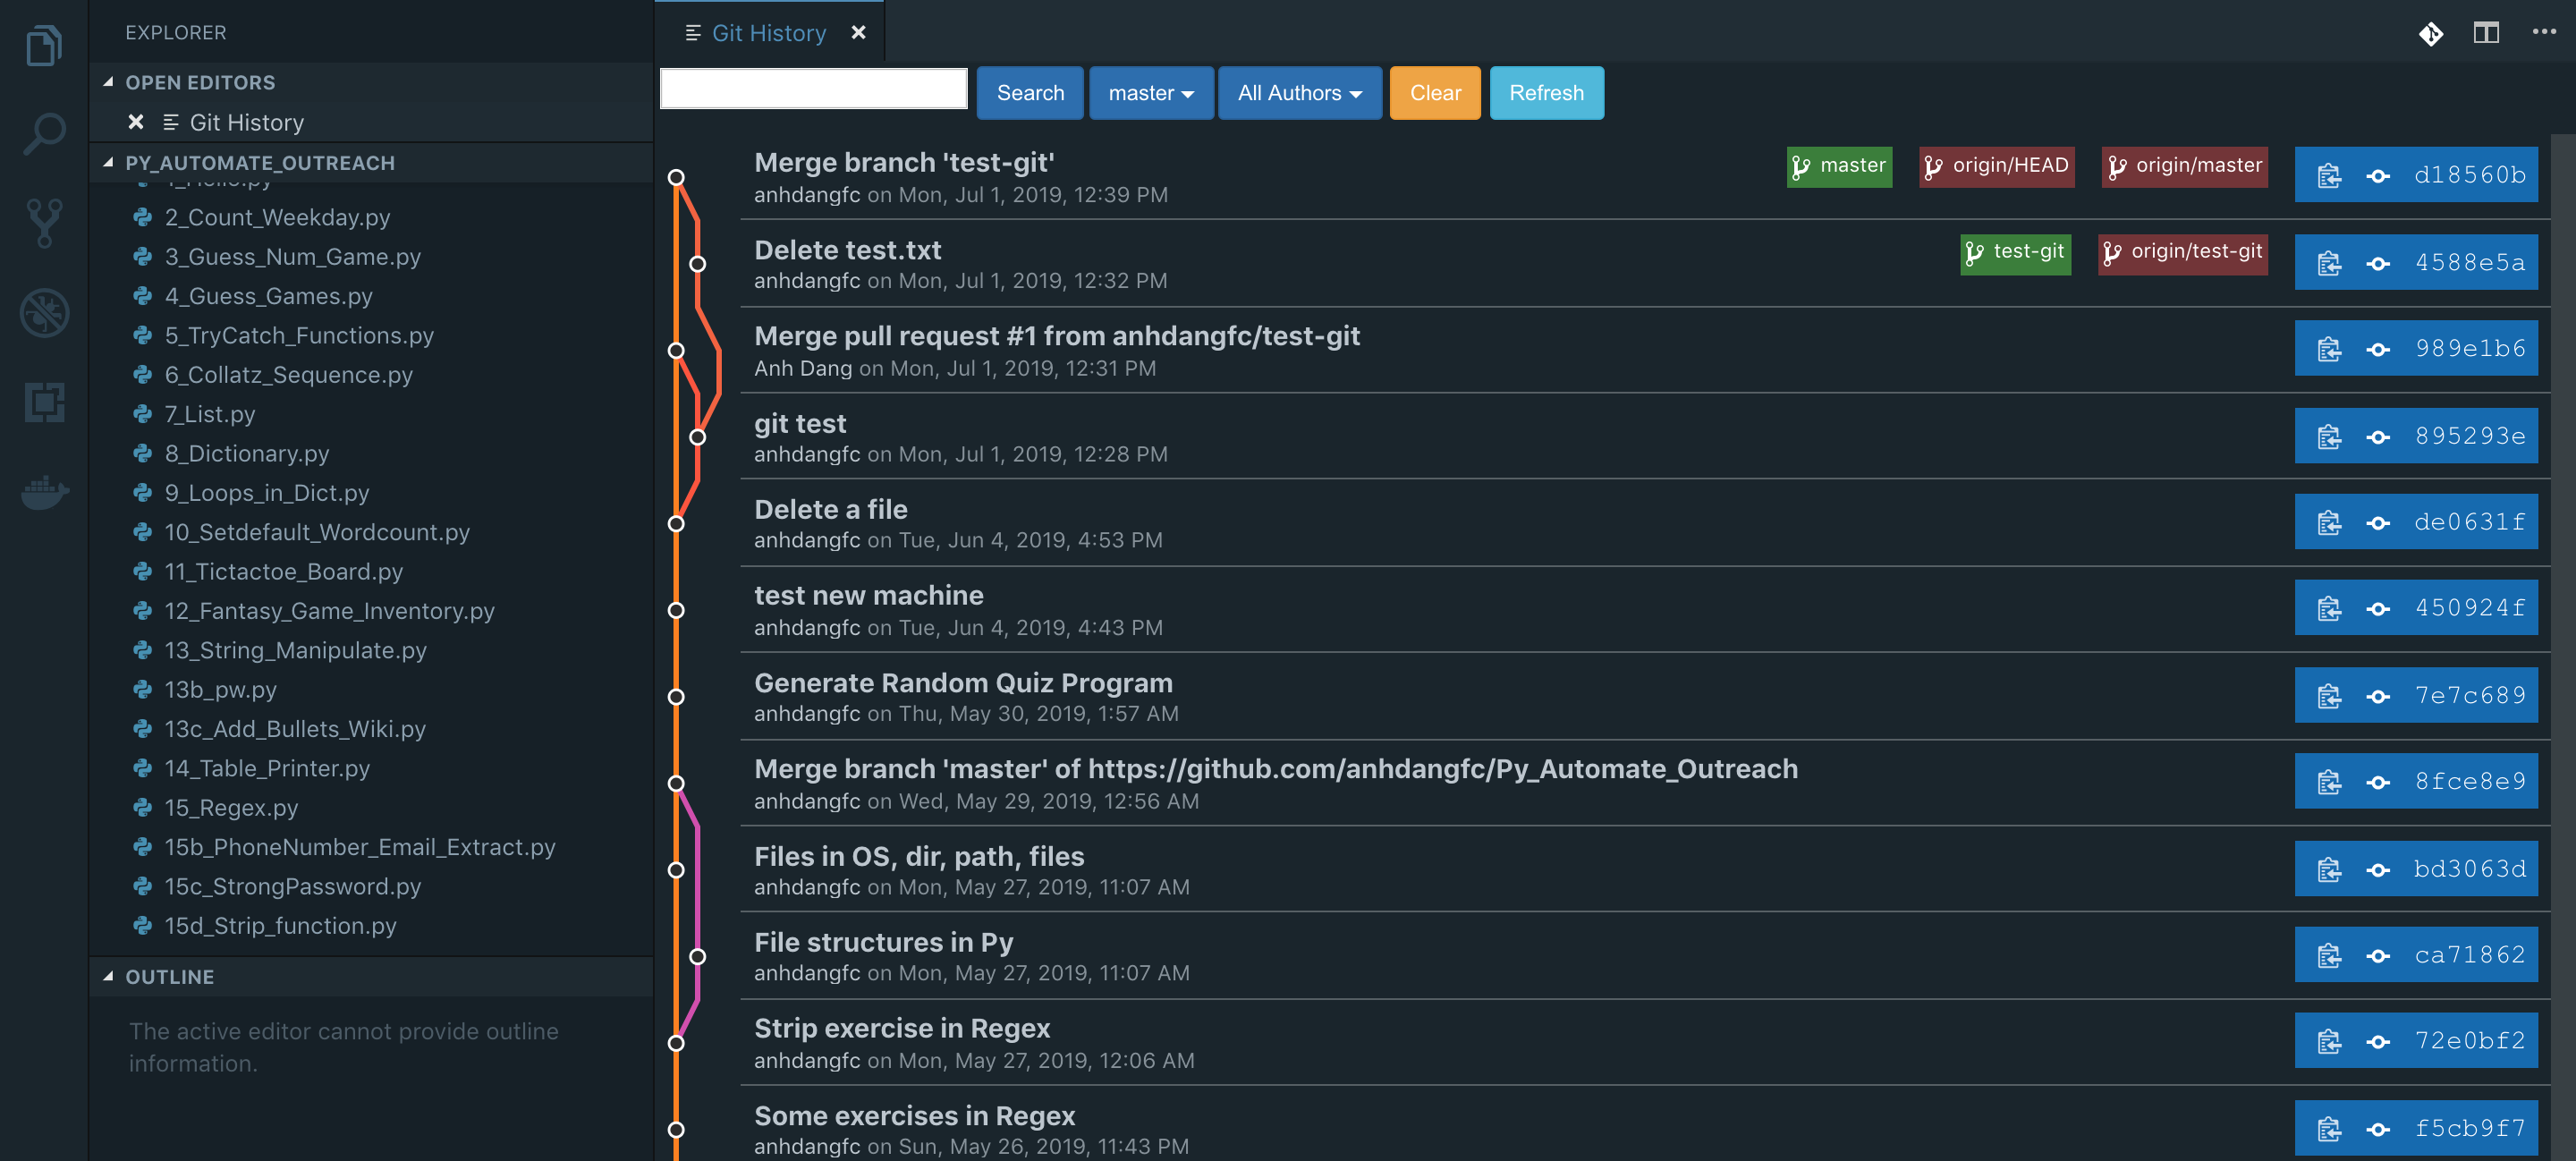 EXPLORER
OPEN EDITORS
Git History
PY_AUTOMATE_OUTREACH
2_Count_Weekday.py
3_Guess_Num_Game.py
4_Guess_Games.py
5_TryCatch_Functions.py
6_Collatz_Sequence.py
7_List.py
8_Dictionary.py
9_Loops_in_Dict.py
10_Setdefault_Wordcount.py
11_Tictactoe_Board.py
12_Fantasy_Game_Inventory.py
13_String_Manipulate.py
13b_pw.py
13c_Add_Bullets_Wiki.py
14_Table_Printer.py
15_Regex.py
15b_PhoneNumber_Email_Extract.py
15c_StrongPassword.py
15d_Strip_function.py
OUTLINE
The active editor cannot provide outline
information.
Git History
Search master All Authors Clear Refresh
Merge branch 'test-git' master origin/HEAD origin/master d18560b
anhdangfc on Mon, Jul 1, 2019, 12:39 PM
Delete test.txt test-git origin/test-git 4588e5a
anhdangfc on Mon, Jul 1, 2019, 12:32 PM
Merge pull request #1 from anhdangfc/test-git 989e1b6
Anh Dang on Mon, Jul 1, 2019, 12:31 PM
git test 895293e
anhdangfc on Mon, Jul 1, 2019, 12:28 PM
Delete a file de0631f
anhdangfc on Tue, Jun 4, 2019, 4:53 PM
test new machine 450924f
anhdangfc on Tue, Jun 4, 2019, 4:43 PM
Generate Random Quiz Program 7e7c689
anhdangfc on Thu, May 30, 2019, 1:57 AM
Merge branch 'master' of https://github.com/anhdangfc/Py_Automate_Outreach 8fce8e9
anhdangfc on Wed, May 29, 2019, 12:56 AM
Files in OS, dir, path, files bd3063d
anhdangfc on Mon, May 27, 2019, 11:07 AM
File structures in Py ca71862
anhdangfc on Mon, May 27, 2019, 11:07 AM
Strip exercise in Regex 72e0bf2
anhdangfc on Mon, May 27, 2019, 12:06 AM
Some exercises in Regex f5cb9f7
anhdangfc on Sun, May 26, 2019, 11:43 PM